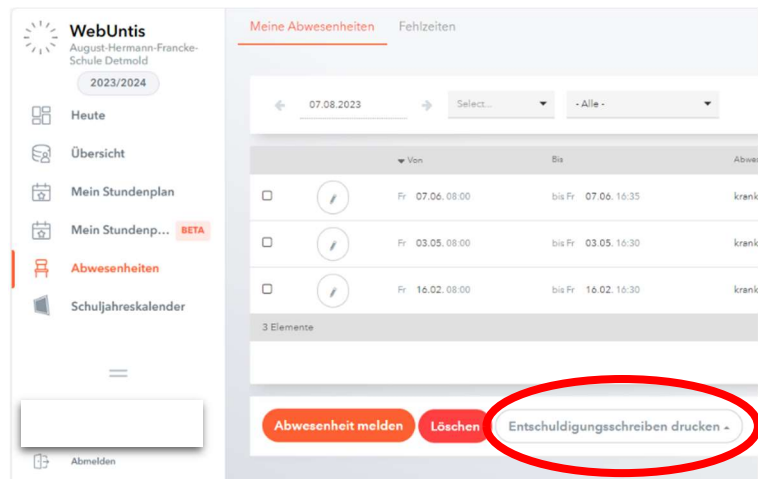 WebUntis
August-Hermann-Francke-
Schule Detmold
2023/2024
Heute
Übersicht
Mein Stundenplan
Mein Stundenp... BETA
Abwesenheiten
Schuljahreskalender
Abmelden
Meine Abwesenheiten Fehlzeiten
07.08.2023 Select... - Alle -
Von Bis
Fr 07.06. 08:00 bis Fr 07.06. 16:35 krank
Fr 03.05. 08:00 bis Fr 03.05. 16:30 krank
Fr 16.02. 08:00 bis Fr 16.02. 16:30 krank
3 Elemente
Abwesenheit melden Löschen Entschuldigungsschreiben drucken